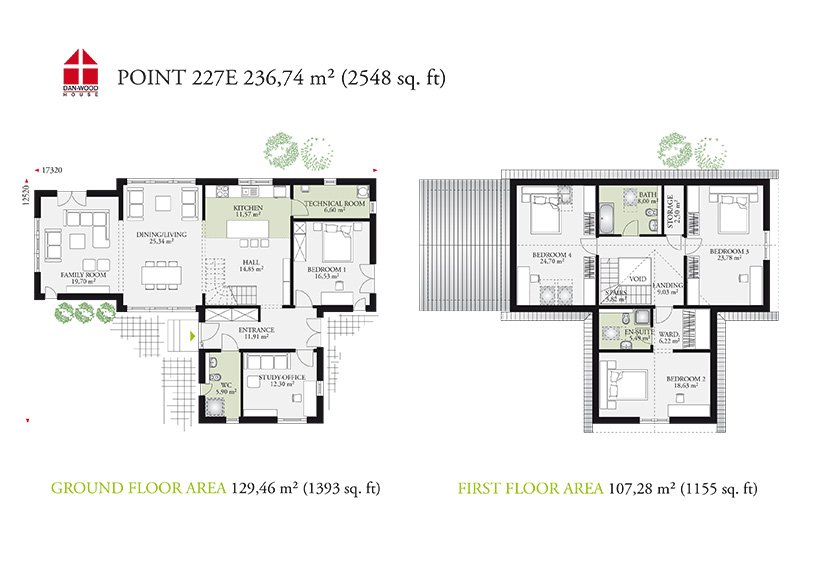 DAN-WOOD
HOUSE
POINT 227E 236,74 m² (2548 sq. ft)
17320
12520
KITCHEN
11,57 m²
TECHNICAL ROOM
6,60 m²
DINING/LIVING
25,34 m²
HALL
14,85 m²
FAMILY ROOM
19,70 m²
BEDROOM 1
16,53 m²
ENTRANCE
11,91 m²
WC
5,90 m²
STUDY-OFFICE
12,30 m²
BATH
8,00 m²
STORAGE
2,50 m²
BEDROOM 4
24,70 m²
BEDROOM 3
23,78 m²
VOID
STAIRS
5,82 m²
LANDING
9,03 m²
EN-SUITE
5,49 m²
WARD.
6,22 m²
BEDROOM 2
18,63 m²
GROUND FLOOR AREA 129,46 m² (1393 sq. ft)
FIRST FLOOR AREA 107,28 m² (1155 sq. ft)